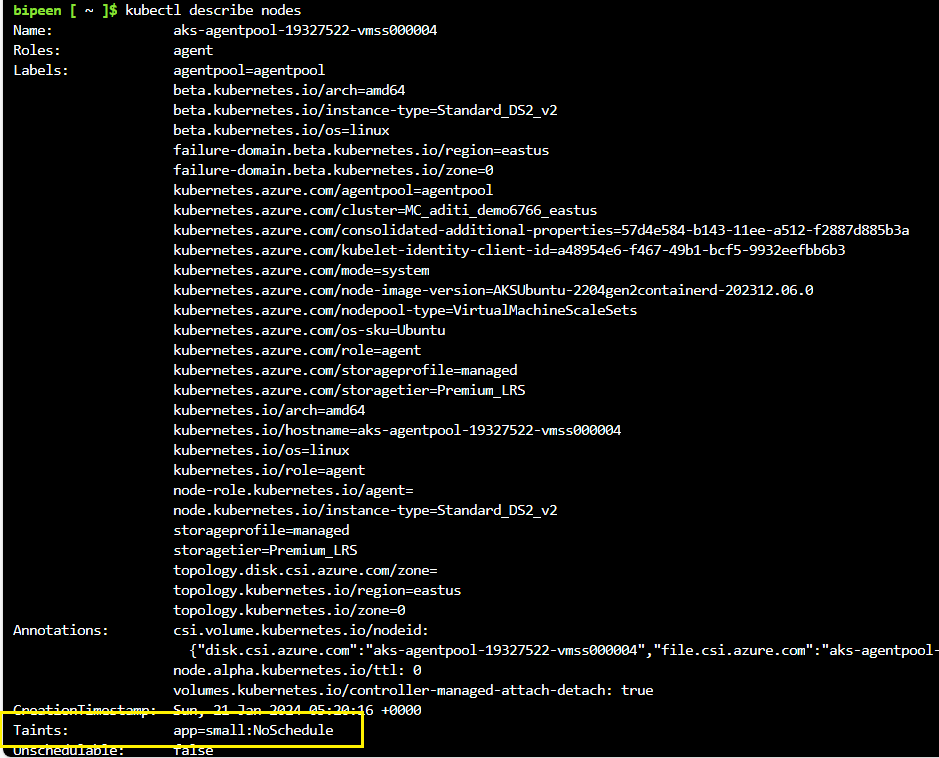 bipeen [ ~ ]$ kubectl describe nodes
Name: aks-agentpool-19327522-vmss000004
Roles: agent
Labels: agentpool=agentpool
beta.kubernetes.io/arch=amd64
beta.kubernetes.io/instance-type=Standard_DS2_v2
beta.kubernetes.io/os=linux
failure-domain.beta.kubernetes.io/region=eastus
failure-domain.beta.kubernetes.io/zone=0
kubernetes.azure.com/agentpool=agentpool
kubernetes.azure.com/cluster=MC_aditi_demo6766_eastus
kubernetes.azure.com/consolidated-additional-properties=57d4e584-b143-11ee-a512-f2887d885b3a
kubernetes.azure.com/kubelet-identity-client-id=a48954e6-f467-49b1-bcf5-9932eefbb6b3
kubernetes.azure.com/mode=system
kubernetes.azure.com/node-image-version=AKSUbuntu-2204gen2containerd-202312.06.0
kubernetes.azure.com/nodepool-type=VirtualMachineScaleSets
kubernetes.azure.com/os-sku=Ubuntu
kubernetes.azure.com/role=agent
kubernetes.azure.com/storageprofile=managed
kubernetes.azure.com/storagetier=Premium_LRS
kubernetes.io/arch=amd64
kubernetes.io/hostname=aks-agentpool-19327522-vmss000004
kubernetes.io/os=linux
kubernetes.io/role=agent
node-role.kubernetes.io/agent=
node.kubernetes.io/instance-type=Standard_DS2_v2
storageprofile=managed
storagetier=Premium_LRS
topology.disk.csi.azure.com/zone=
topology.kubernetes.io/region=eastus
topology.kubernetes.io/zone=0
Annotations: csi.volume.kubernetes.io/nodeid:
{"disk.csi.azure.com":"aks-agentpool-19327522-vmss000004","file.csi.azure.com":"aks-agentpool-
node.alpha.kubernetes.io/ttl: 0
volumes.kubernetes.io/controller-managed-attach-detach: true
CreationTimestamp: Sun, 21 Jan 2024 05:20:16 +0000
Taints: app=small:NoSchedule
Unschedulable: false